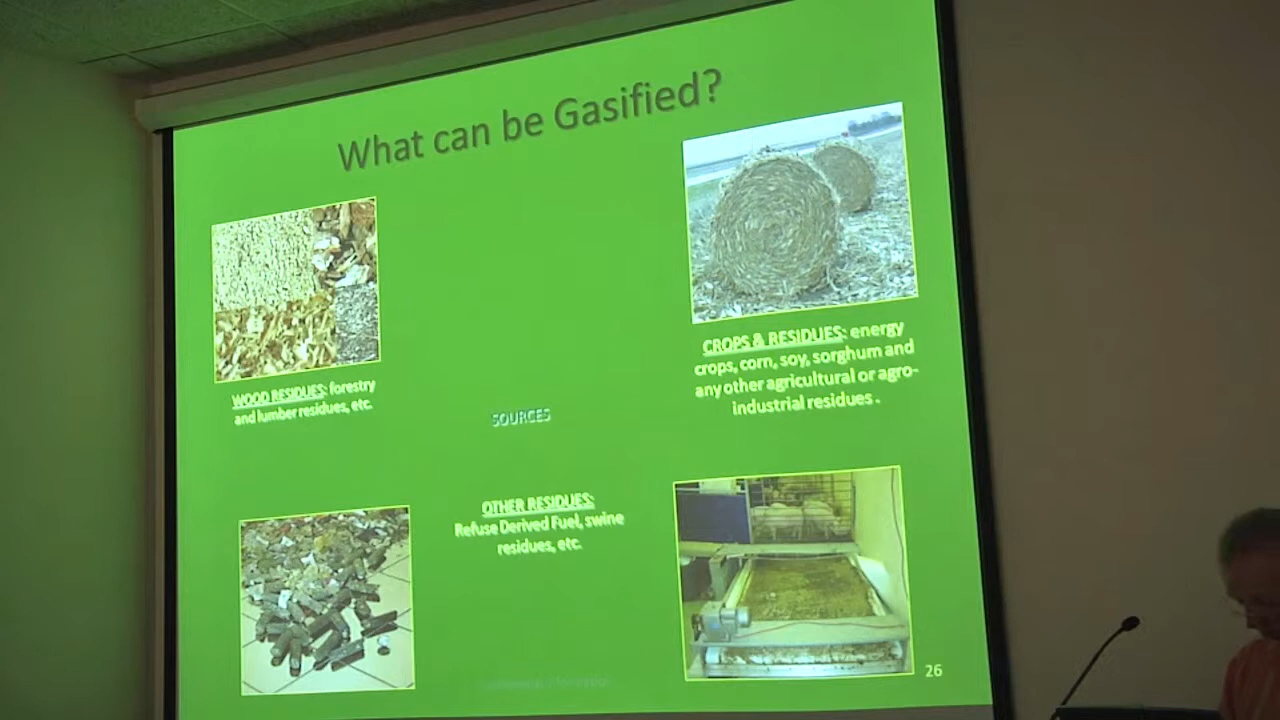 What can be Gasified?
WOOD RESIDUES: forestry
and lumber residues, etc.
CROPS & RESIDUES: energy
crops, corn, soy, sorghum and
any other agricultural or agro-
industrial residues .
SOURCES
OTHER RESIDUES:
Refuse Derived Fuel, swine
residues, etc.
26